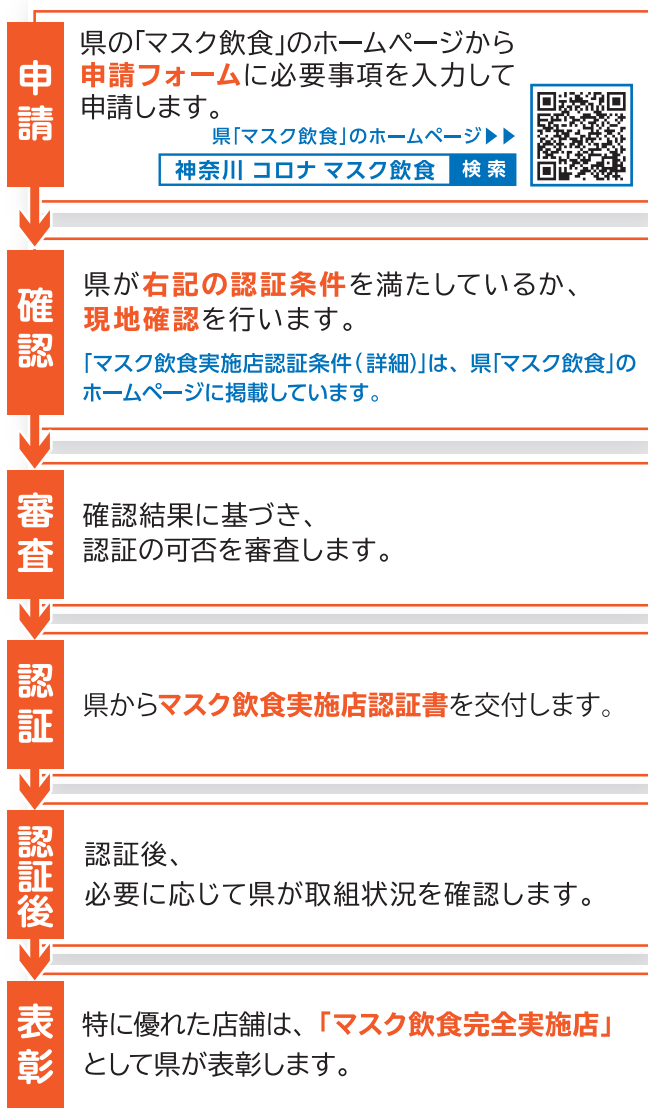 申請
県の「マスク飲食」のホームページから
申請フォームに必要事項を入力して
申請します。
県「マスク飲食」のホームページ▶▶
神奈川 コロナ マスク飲食 検索
確認
県が右記の認証条件を満たしているか、
現地確認を行います。
「マスク飲食実施店認証条件(詳細)」は、県「マスク飲食」の
ホームページに掲載しています。
審査
確認結果に基づき、
認証の可否を審査します。
認証
県からマスク飲食実施店認証書を交付します。
認証後
認証後、
必要に応じて県が取組状況を確認します。
表彰
特に優れた店舗は、「マスク飲食完全実施店」
として県が表彰します。